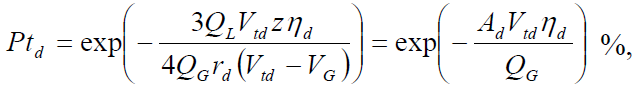 Pt_d = exp(− 3Q_L V_td z η_d / 4Q_G r_d (V_td − V_G)) = exp(− A_d V_td η_d / Q_G) %,